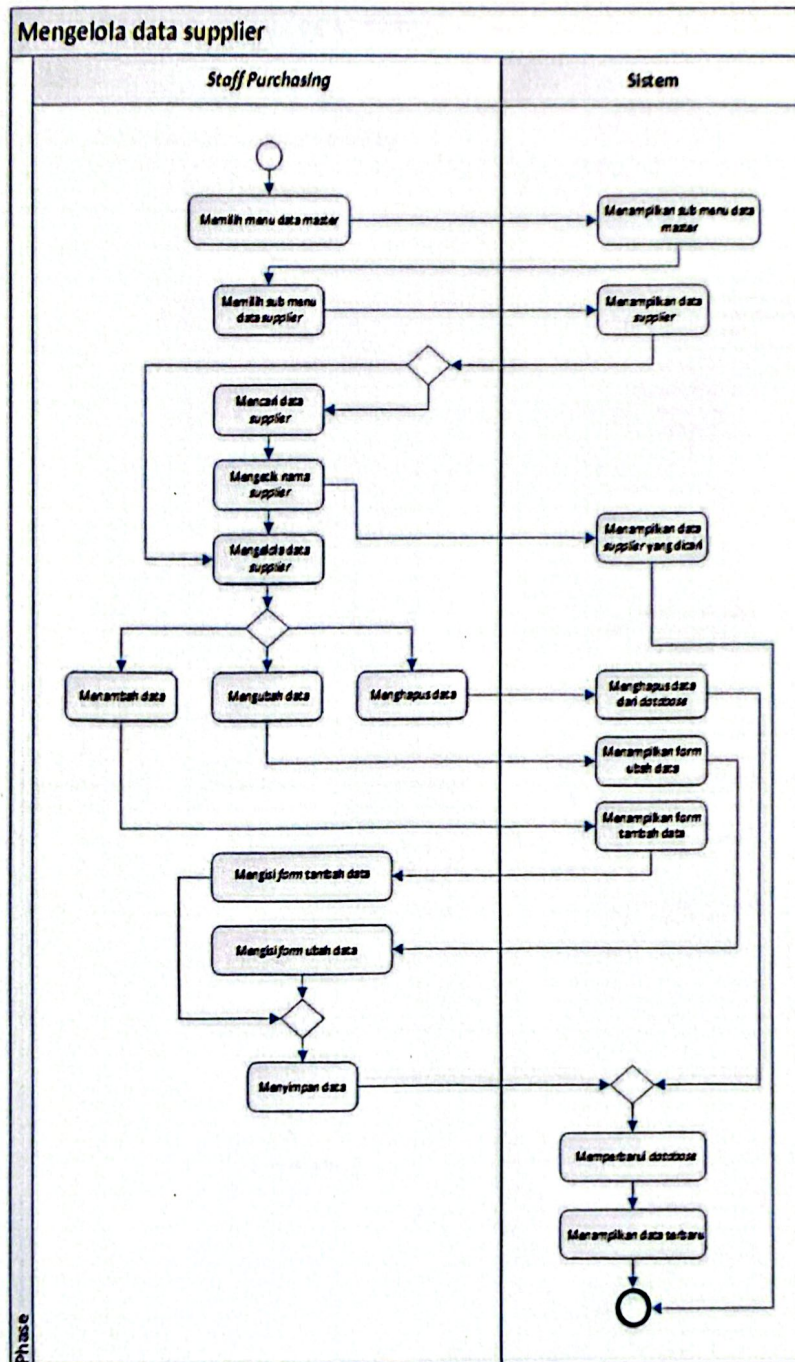 Mengelola data supplier
Staff Purchasing
Sistem
Memilih menu data master
Menampilkan sub menu data
master
Memilih sub menu
data supplier
Menampilkan data
supplier
Mencari data
supplier
Mengetik nama
supplier
Menampilkan data
supplier yang dicari
Mengelola data
supplier
Menambah data
Mengubah data
Menghapus data
Menghapus data
dari database
Menampilkan form
ubah data
Menampilkan form
tambah data
Mengisi form tambah data
Mengisi form ubah data
Menyimpan data
Memperbarui database
Menampilkan data terbaru
Phase